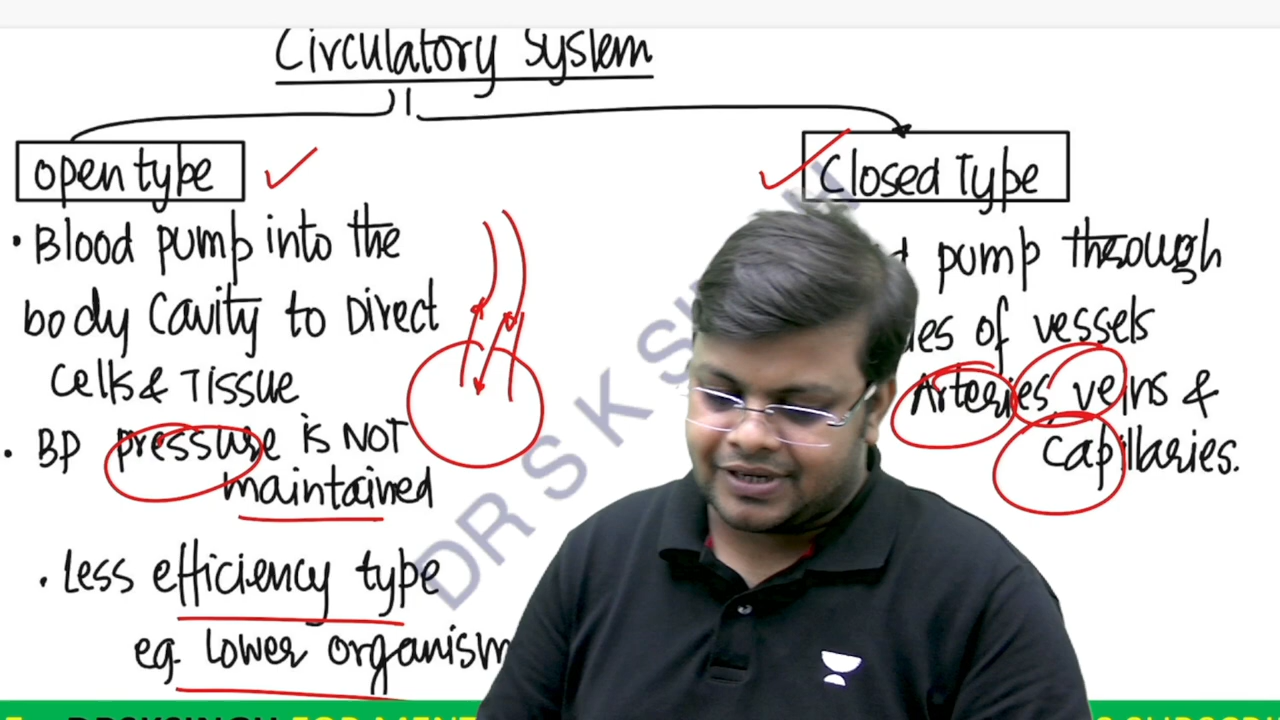 Circulatory System
open type
Closed Type
• Blood pump into the
body cavity to Direct
Cells & Tissue
• BP pressure is NOT
maintained
• Less efficiency type
eg. Lower organism
pump through
of vessels
Arteries, veins &
Capillaries.
DR S K